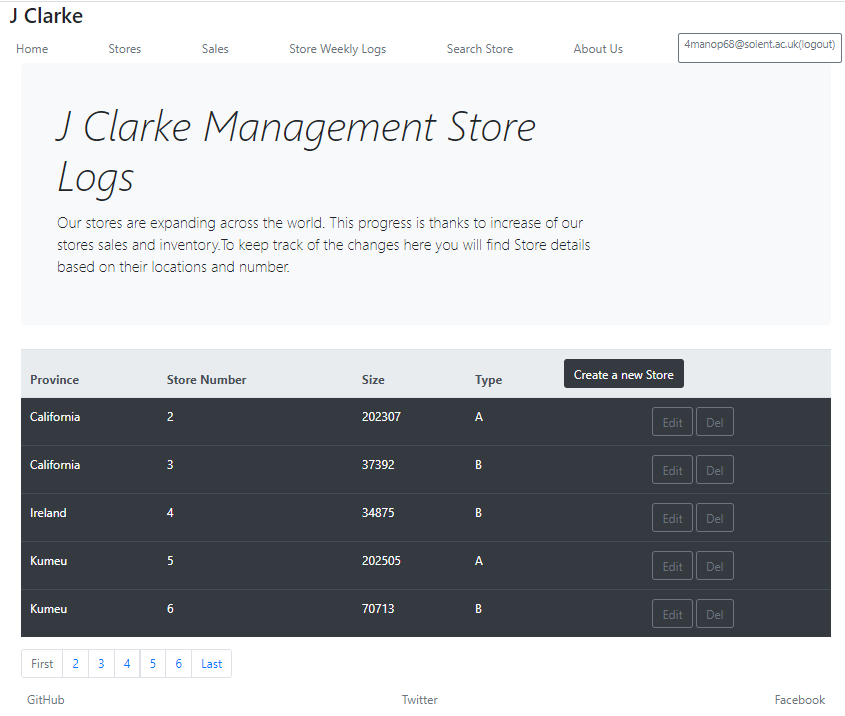 J Clarke
Home Stores Sales Store Weekly Logs Search Store About Us 4manop68@solent.ac.uk(logout)
J Clarke Management Store
Logs
Our stores are expanding across the world. This progress is thanks to increase of our
stores sales and inventory.To keep track of the changes here you will find Store details
based on their locations and number.
Province Store Number Size Type Create a new Store
California 2 202307 A Edit Del
California 3 37392 B Edit Del
Ireland 4 34875 B Edit Del
Kumeu 5 202505 A Edit Del
Kumeu 6 70713 B Edit Del
First 2 3 4 5 6 Last
GitHub Twitter Facebook